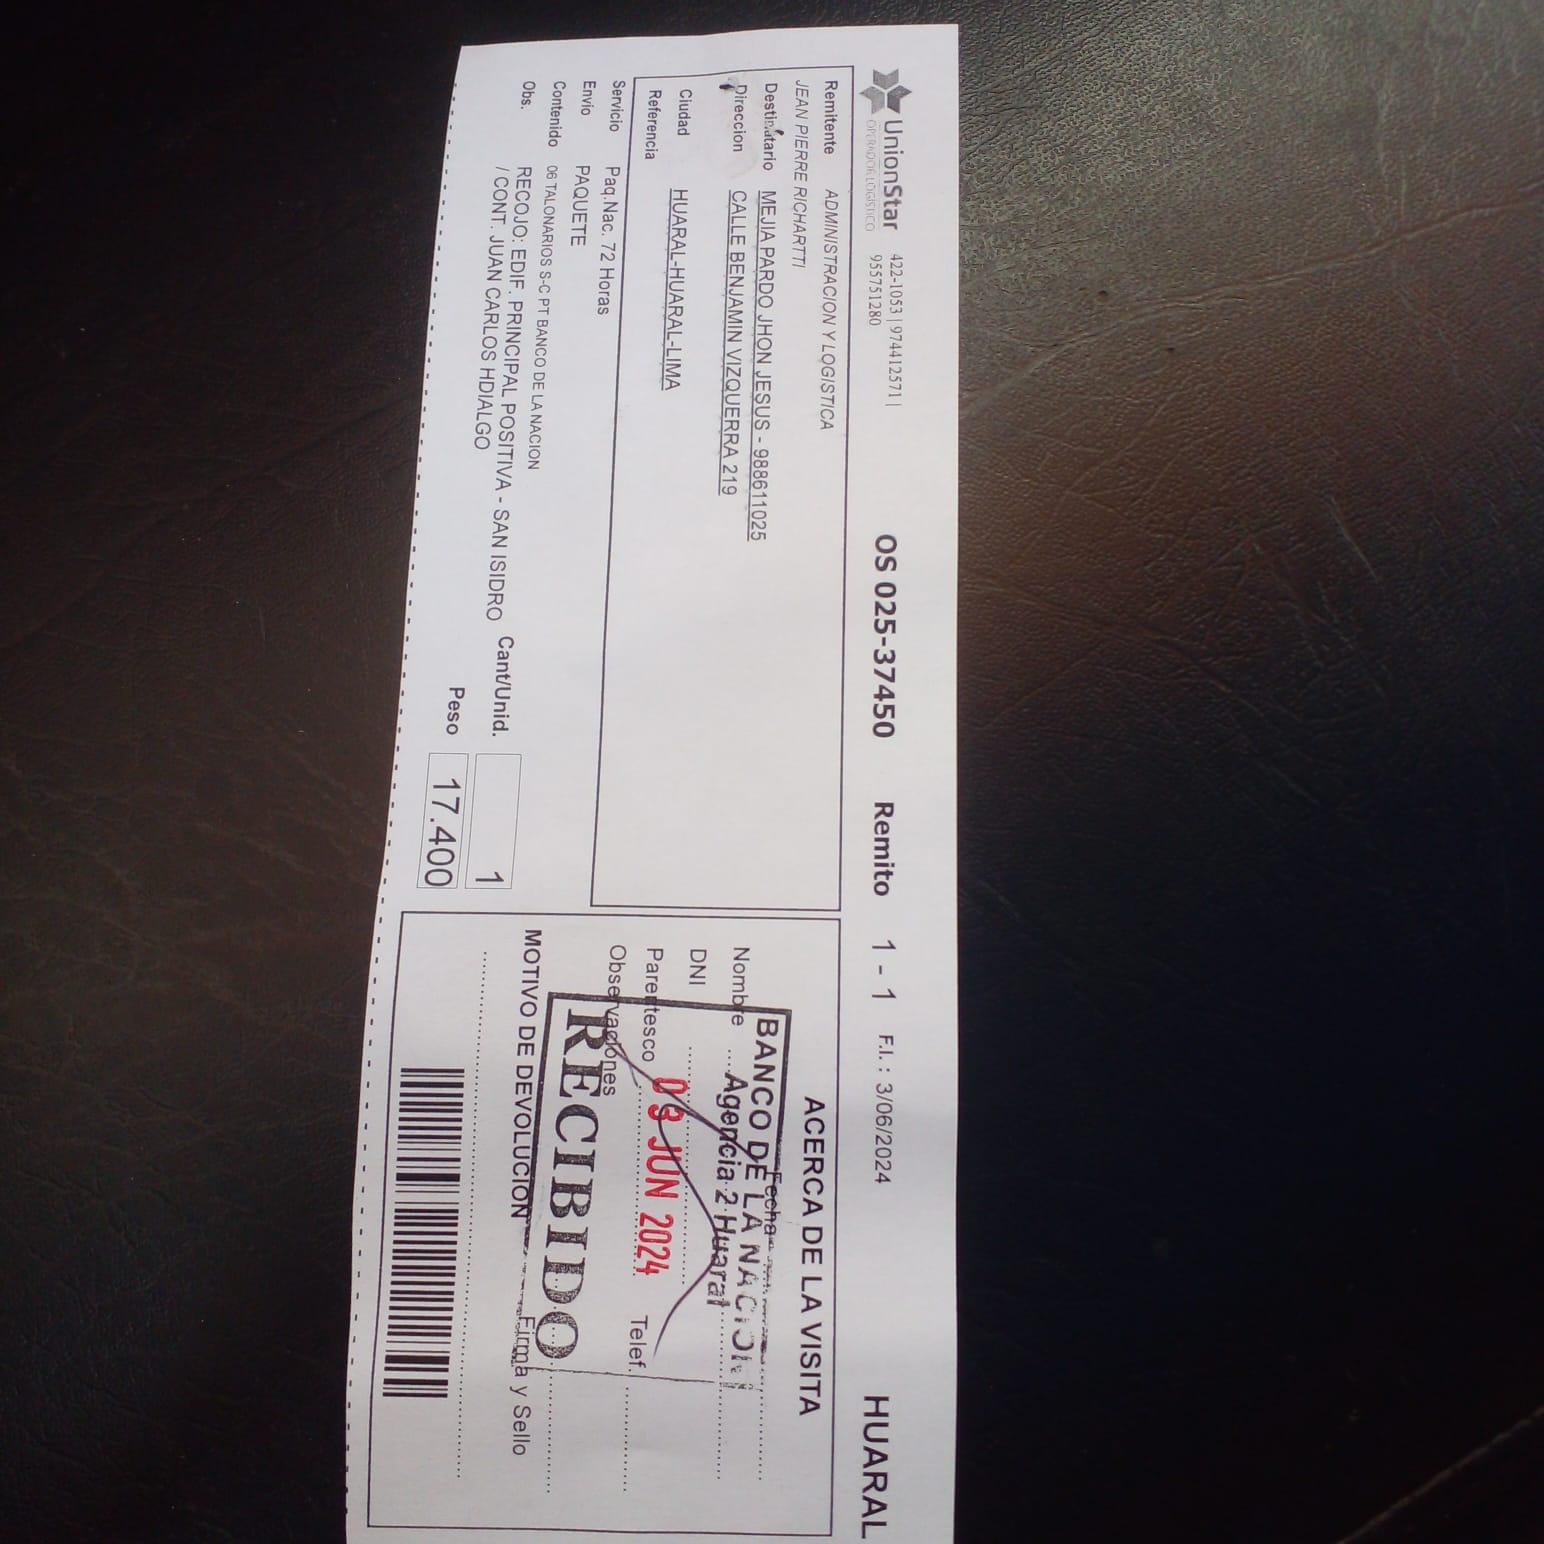 UnionStar
OPERADOR LOGISTICO
422-1053 | 974412571 |
955751280
OS 025-37450 Remito 1 - 1 F.I. : 3/06/2024 HUARAL
Remitente ADMINISTRACION Y LOGISTICA
JEAN PIERRE RICHARTTI
Destinatario MEJIA PARDO JHON JESUS - 988611025
Direccion CALLE BENJAMIN VIZQUERRA 219
Ciudad HUARAL-HUARAL-LIMA
Referencia
Servicio Paq.Nac. 72 Horas
Envio PAQUETE
Contenido 06 TALONARIOS S-C PT BANCO DE LA NACION
Obs. RECOJO: EDIF. PRINCIPAL POSITIVA - SAN ISIDRO
/ CONT. JUAN CARLOS HDIALGO
Cant/Unid. 1
Peso 17.400
ACERCA DE LA VISITA
Fecha
BANCO DE LA NACION
Nombre
Agencia 2 Huaral
DNI
JUN 2024
Parentesco
Telef.
Observaciones
RECIBIDO
MOTIVO DE DEVOLUCION
Firma y Sello